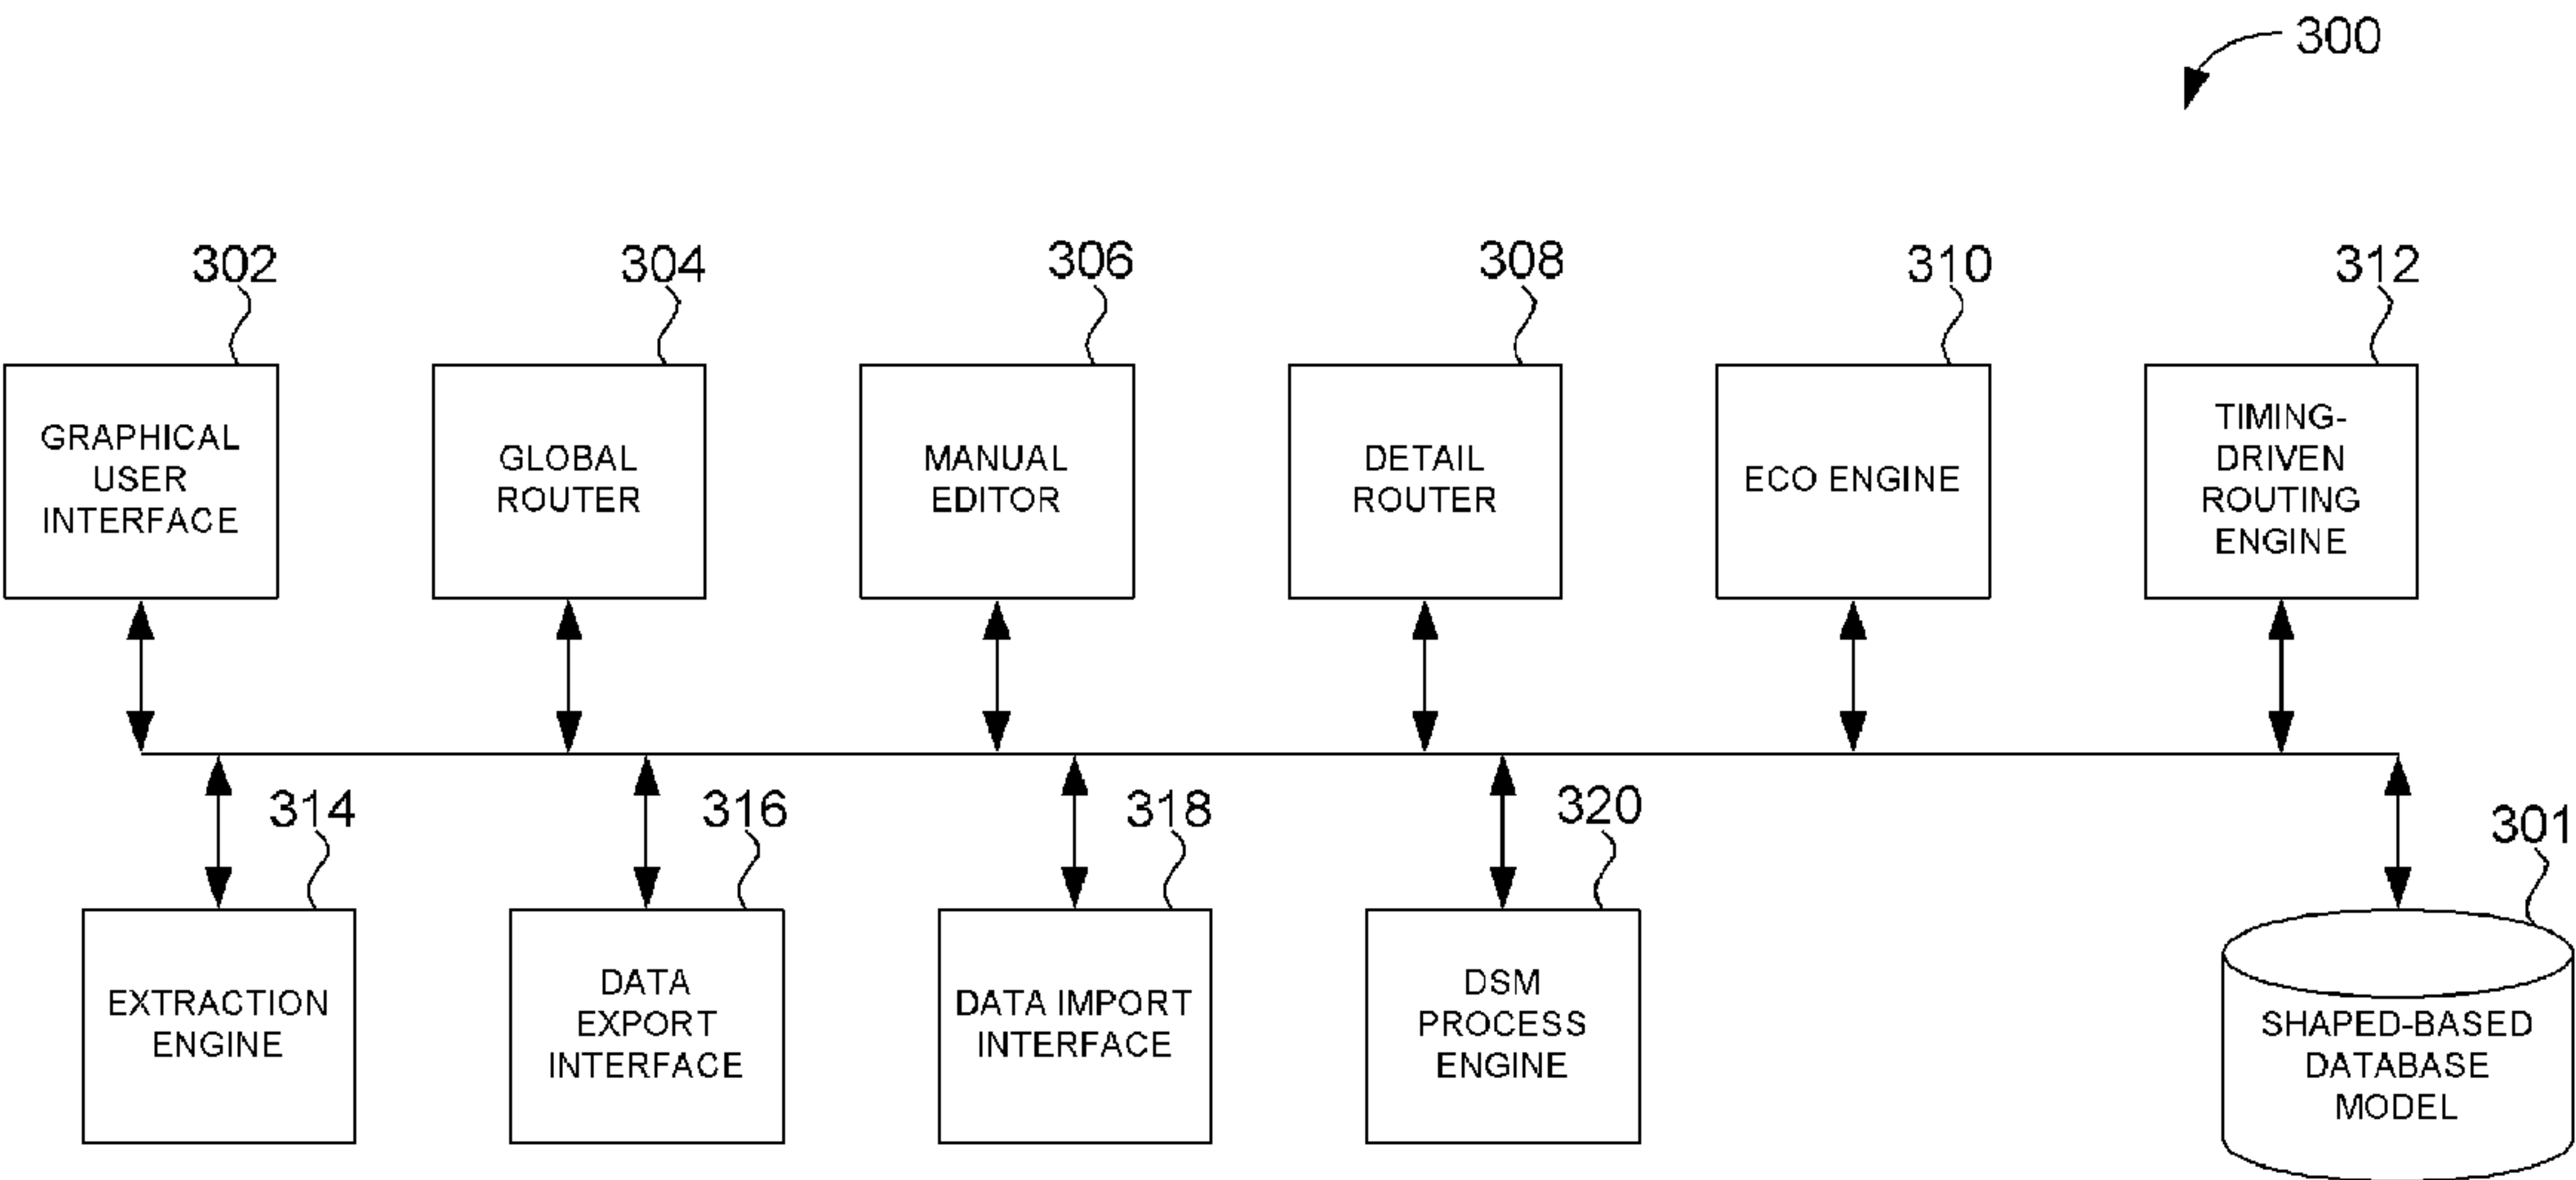 300
302
304
306
308
310
312
GRAPHICAL
USER
INTERFACE
GLOBAL
ROUTER
MANUAL
EDITOR
DETAIL
ROUTER
ECO ENGINE
TIMING-
DRIVEN
ROUTING
ENGINE
314
316
318
320
301
EXTRACTION
ENGINE
DATA
EXPORT
INTERFACE
DATA IMPORT
INTERFACE
DSM
PROCESS
ENGINE
SHAPED-BASED
DATABASE
MODEL